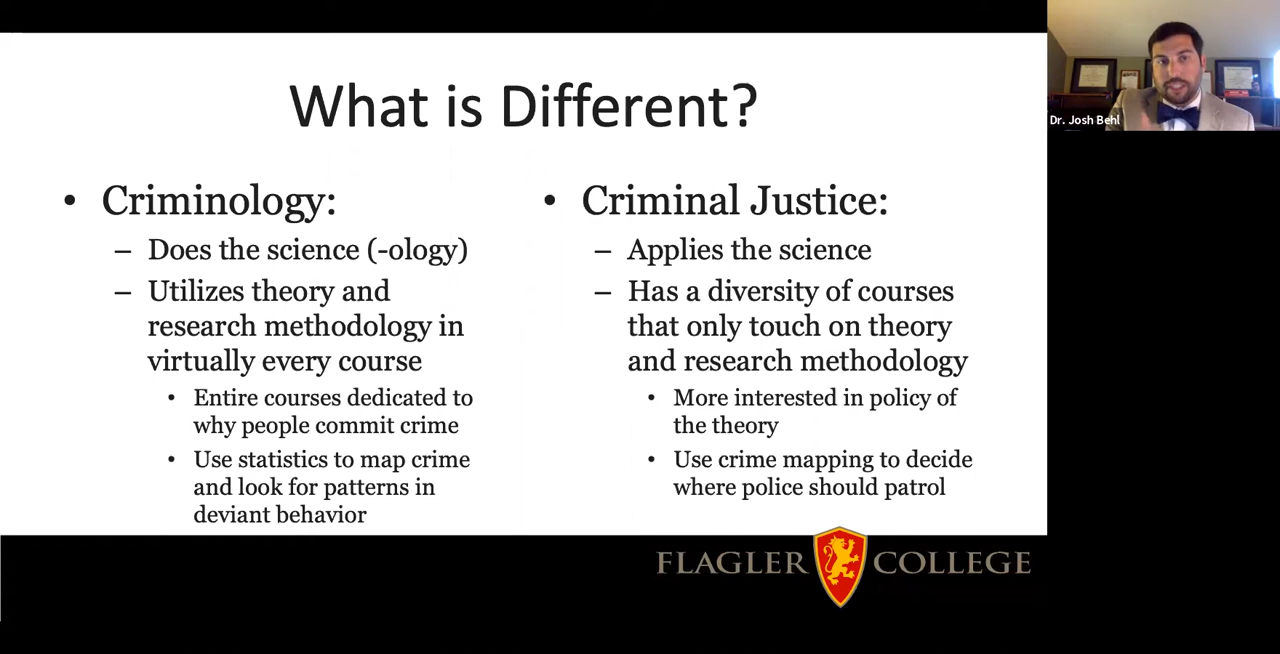 What is Different?
• Criminology:
– Does the science (-ology)
– Utilizes theory and
research methodology in
virtually every course
• Entire courses dedicated to
why people commit crime
• Use statistics to map crime
and look for patterns in
deviant behavior
• Criminal Justice:
– Applies the science
– Has a diversity of courses
that only touch on theory
and research methodology
• More interested in policy of
the theory
• Use crime mapping to decide
where police should patrol
Dr. Josh Behl
FLAGLER COLLEGE